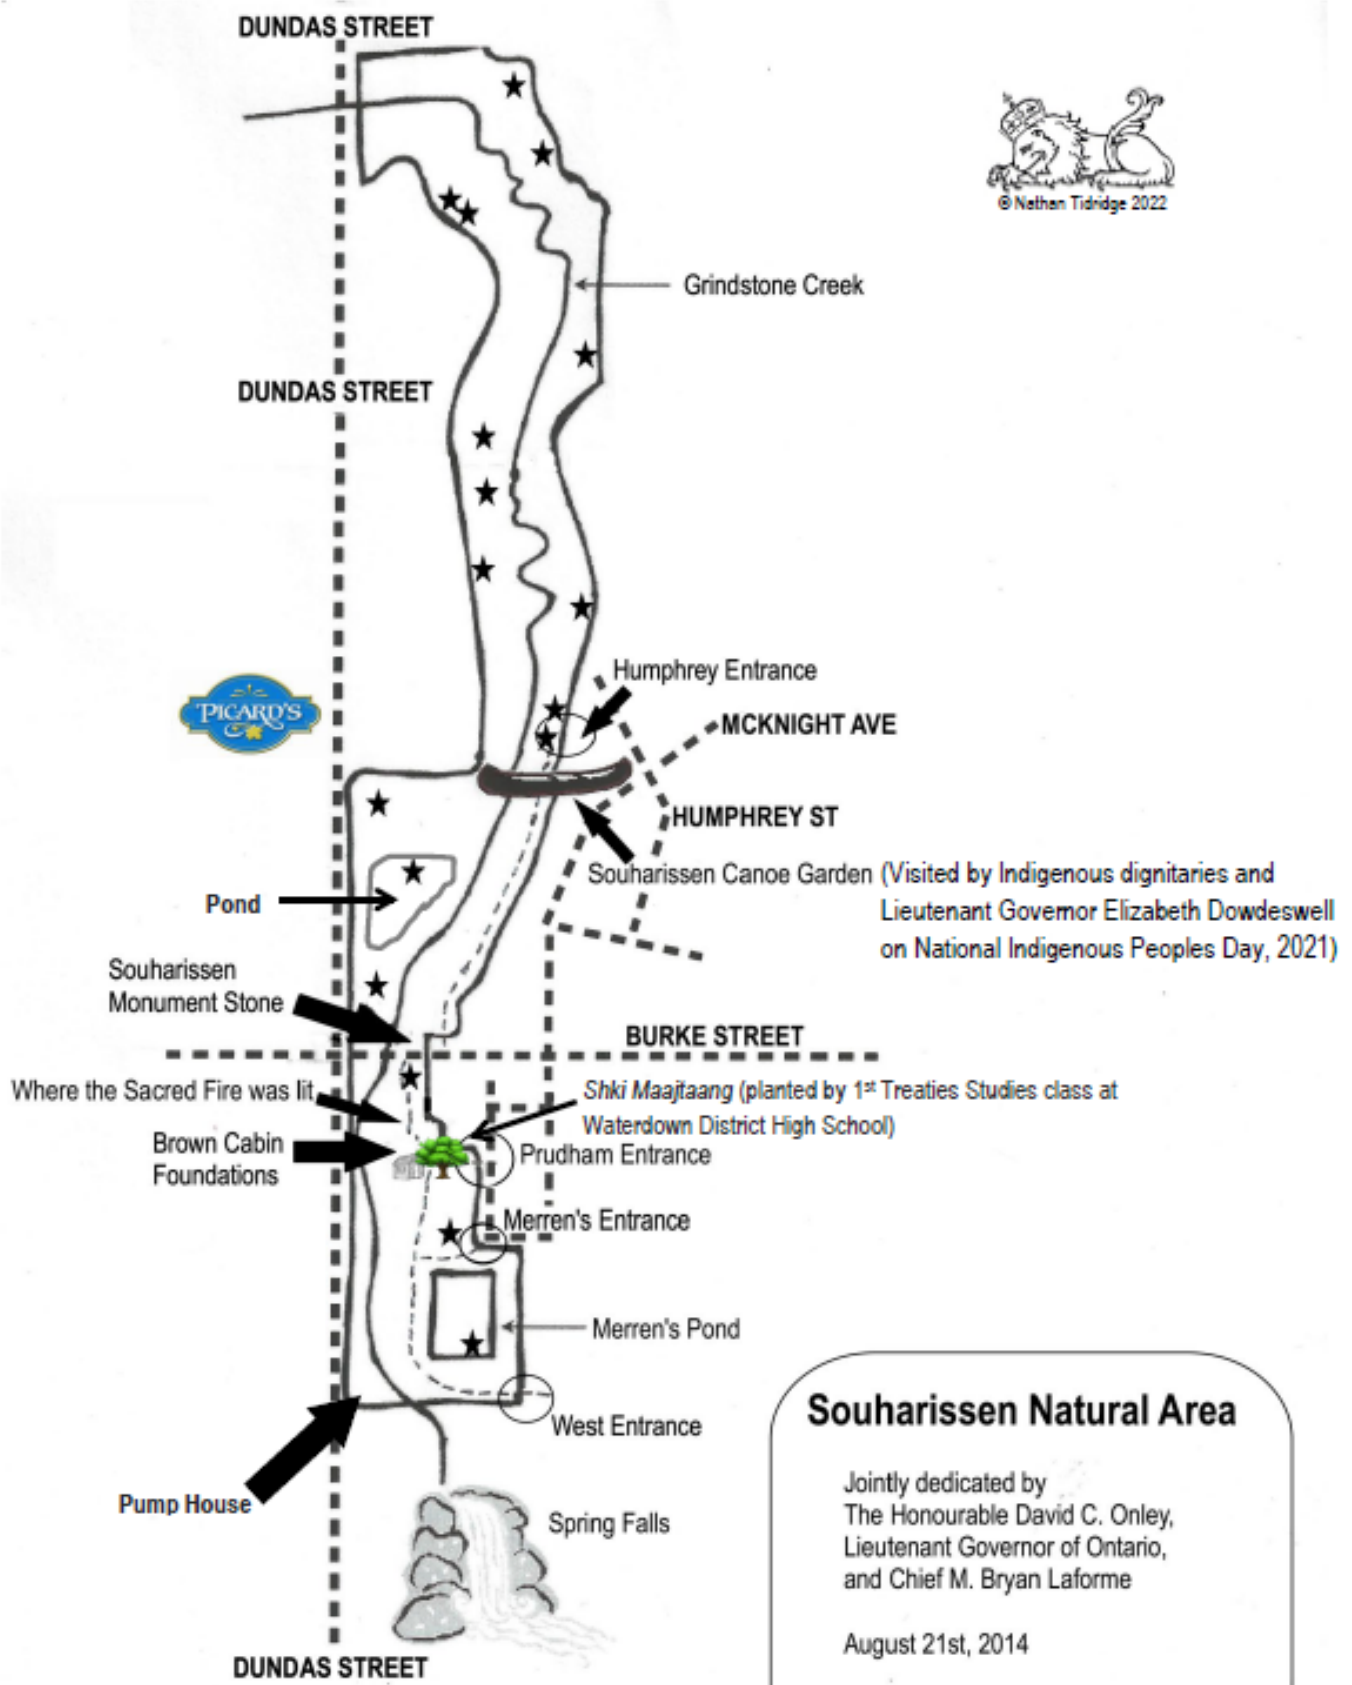 DUNDAS STREET
© Nathan Tidridge 2022
Grindstone Creek
DUNDAS STREET
Humphrey Entrance
PICARD'S
MCKNIGHT AVE
HUMPHREY ST
Souharissen Canoe Garden (Visited by Indigenous dignitaries and
Lieutenant Governor Elizabeth Dowdeswell
on National Indigenous Peoples Day, 2021)
Pond
Souharissen
Monument Stone
BURKE STREET
Where the Sacred Fire was lit
Shki Maajtaang (planted by 1st Treaties Studies class at
Waterdown District High School)
Brown Cabin
Foundations
Prudham Entrance
Merren's Entrance
Merren's Pond
West Entrance
Pump House
Spring Falls
DUNDAS STREET
Souharissen Natural Area
Jointly dedicated by
The Honourable David C. Onley,
Lieutenant Governor of Ontario,
and Chief M. Bryan Laforme
August 21st, 2014